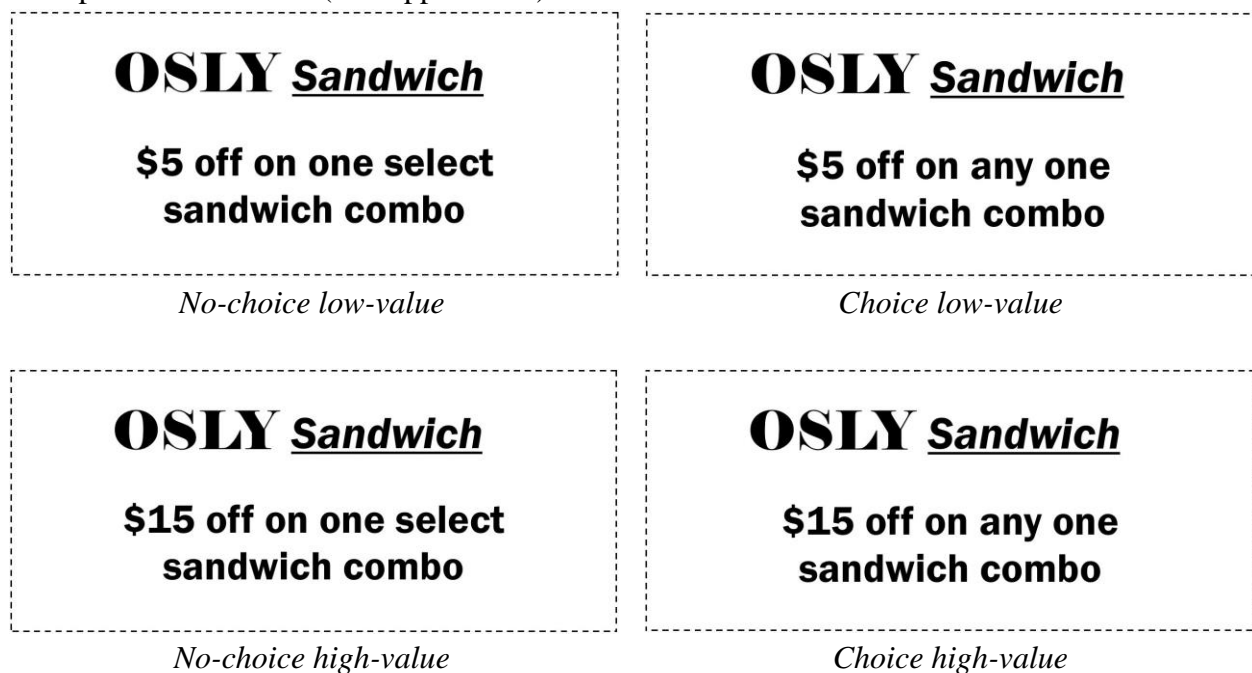 OSLY Sandwich
$5 off on one select
sandwich combo
No-choice low-value
OSLY Sandwich
$5 off on any one
sandwich combo
Choice low-value
OSLY Sandwich
$15 off on one select
sandwich combo
No-choice high-value
OSLY Sandwich
$15 off on any one
sandwich combo
Choice high-value